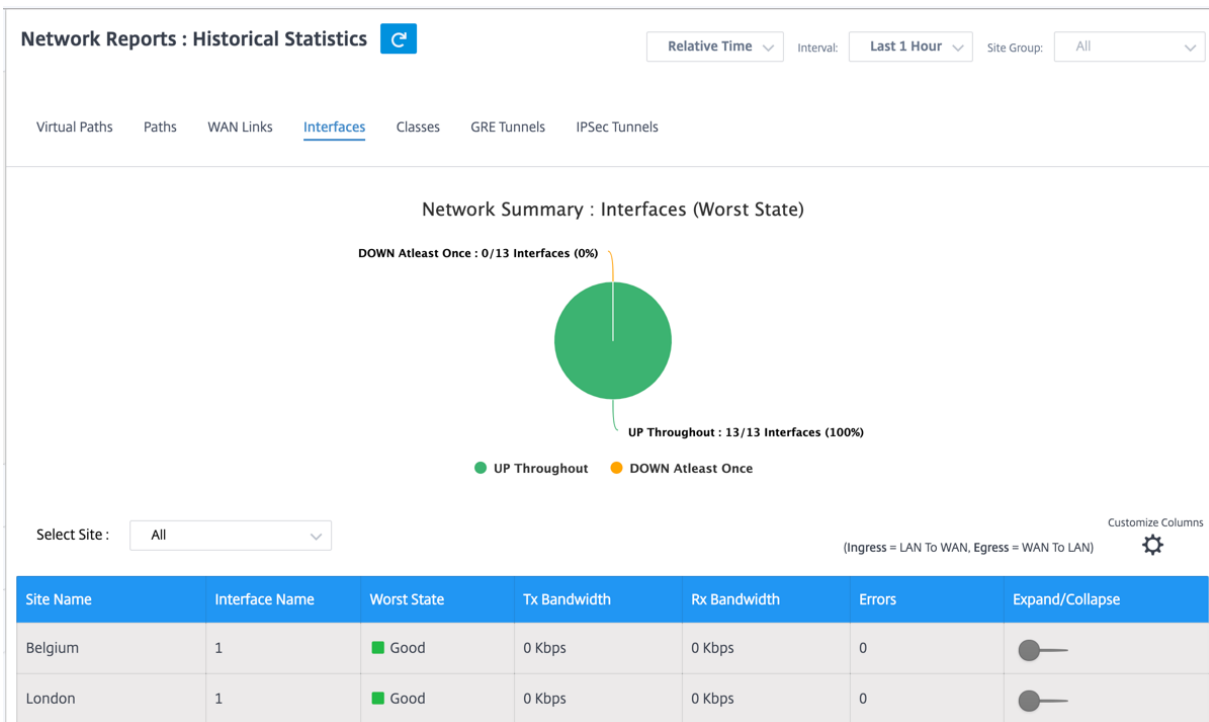 Network Reports : Historical Statistics
Relative Time Interval: Last 1 Hour Site Group: All
Virtual Paths Paths WAN Links Interfaces Classes GRE Tunnels IPSec Tunnels
Network Summary : Interfaces (Worst State)
DOWN Atleast Once : 0/13 Interfaces (0%)
UP Throughout : 13/13 Interfaces (100%)
UP Throughout DOWN Atleast Once
Customize Columns
Select Site : All
(Ingress = LAN To WAN, Egress = WAN To LAN)
Site Name Interface Name Worst State Tx Bandwidth Rx Bandwidth Errors Expand/Collapse
Belgium 1 Good 0 Kbps 0 Kbps 0
London 1 Good 0 Kbps 0 Kbps 0